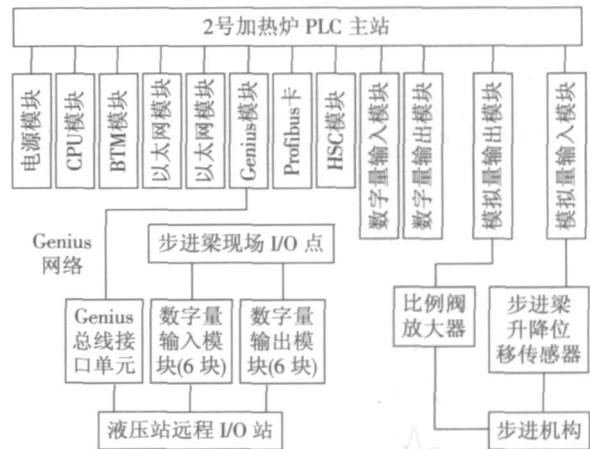 2号加热炉 PLC 主站
电源模块
CPU模块
BTM模块
以太网模块
以太网模块
Genius模块
Profibus卡
HSC模块
数字量输入模块
数字量输出模块
模拟量输出模块
模拟量输入模块
Genius
网络
步进梁现场 I/O 点
Genius
总线接
口单元
数字量
输入模
块(6 块)
数字量
输出模
块(6 块)
比例阀
放大器
步进梁
升降位
移传感器
液压站远程 I/O 站
步进机构